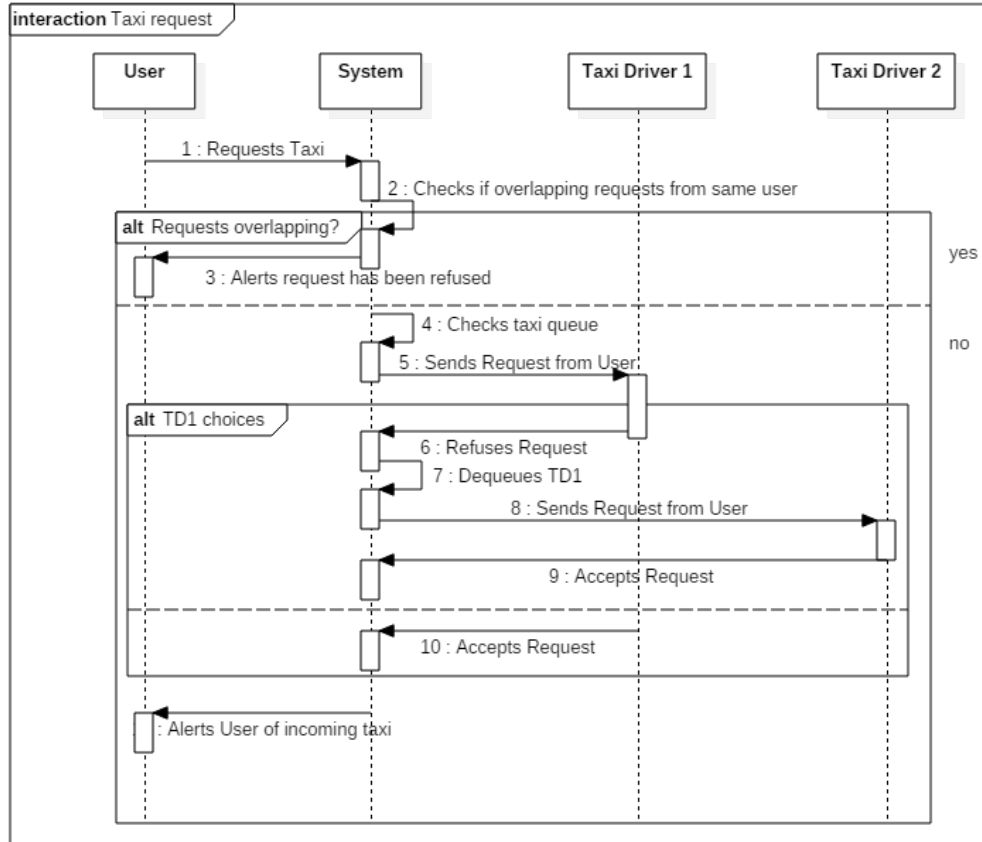 interaction Taxi request
User
System
Taxi Driver 1
Taxi Driver 2
1 : Requests Taxi
2 : Checks if overlapping requests from same user
alt Requests overlapping?
yes
3 : Alerts request has been refused
4 : Checks taxi queue
no
5 : Sends Request from User
alt TD1 choices
6 : Refuses Request
7 : Dequeues TD1
8 : Sends Request from User
9 : Accepts Request
10 : Accepts Request
: Alerts User of incoming taxi